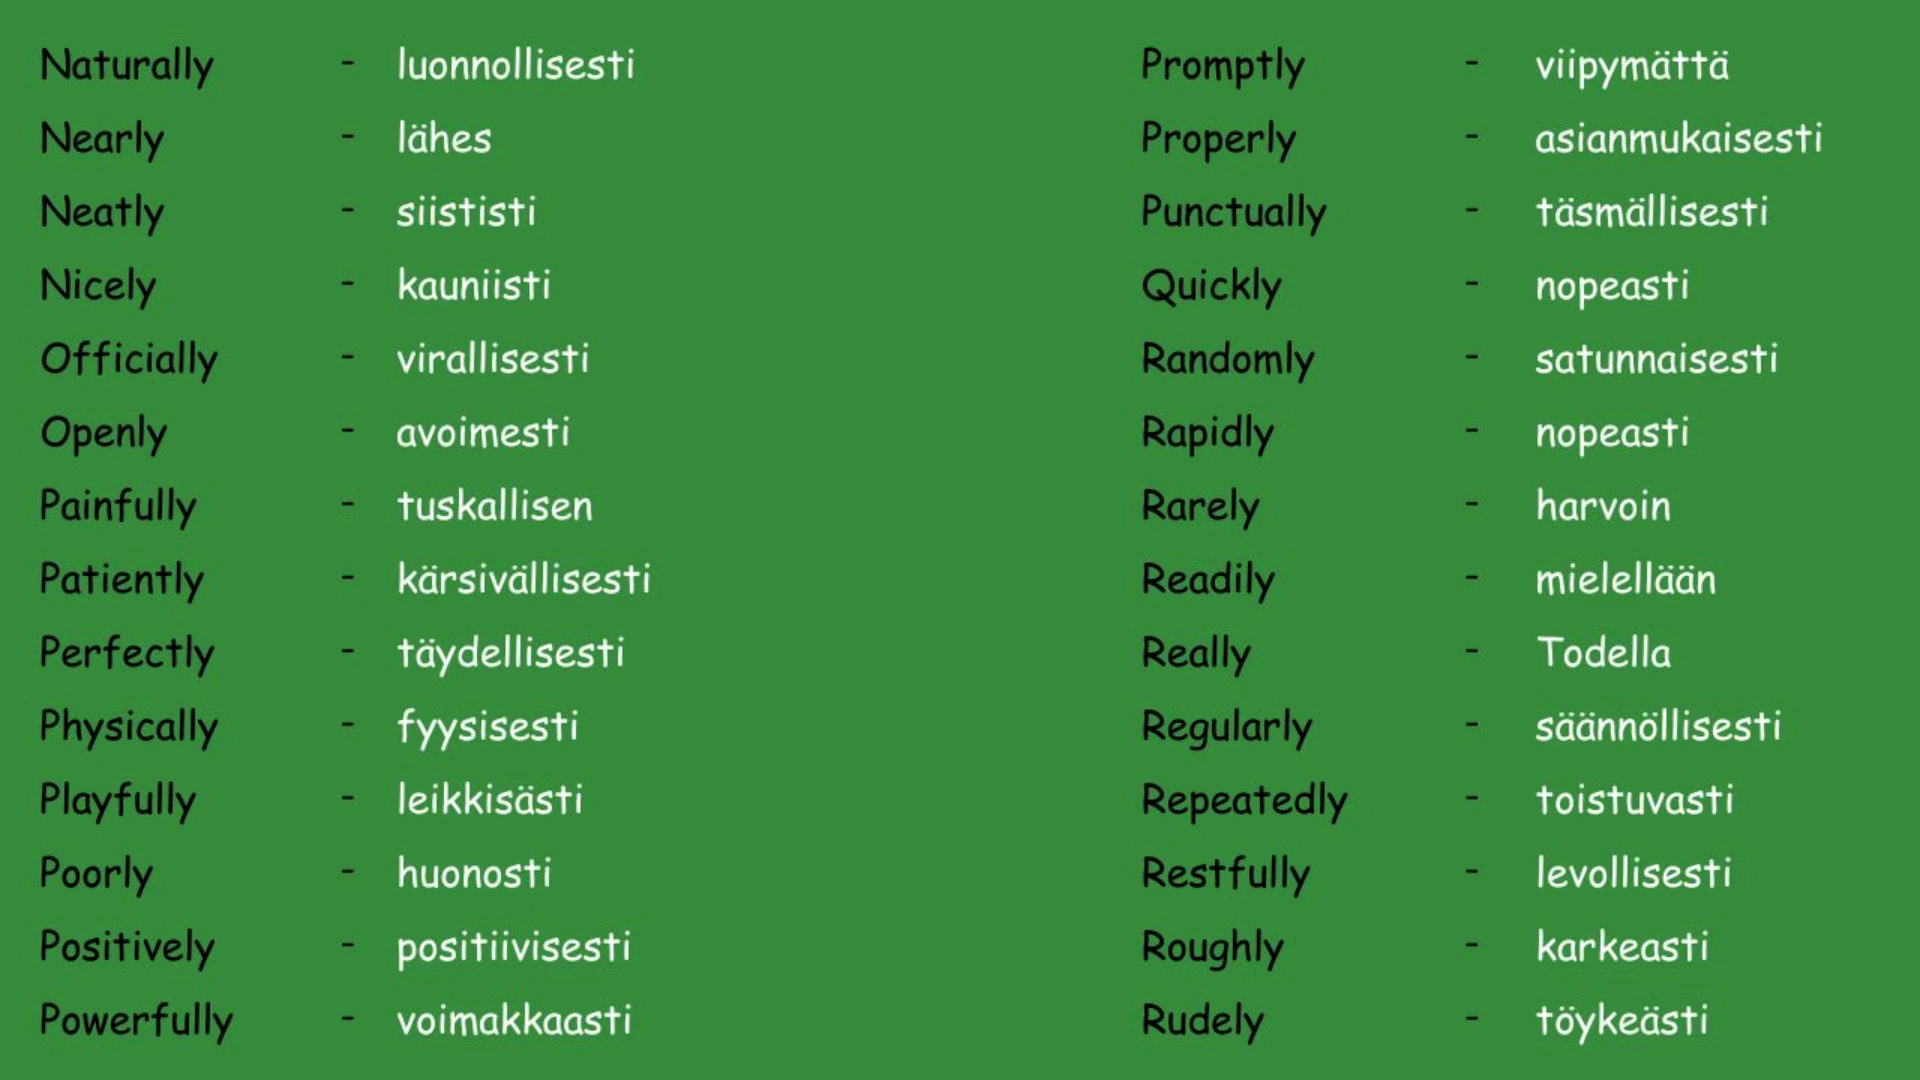 Naturally - luonnollisesti
Nearly - lähes
Neatly - siististi
Nicely - kauniisti
Officially - virallisesti
Openly - avoimesti
Painfully - tuskallisen
Patiently - kärsivällisesti
Perfectly - täydellisesti
Physically - fyysisesti
Playfully - leikkisästi
Poorly - huonosti
Positively - positiivisesti
Powerfully - voimakkaasti
Promptly - viipymättä
Properly - asianmukaisesti
Punctually - täsmällisesti
Quickly - nopeasti
Randomly - satunnaisesti
Rapidly - nopeasti
Rarely - harvoin
Readily - mielellään
Really - Todella
Regularly - säännöllisesti
Repeatedly - toistuvasti
Restfully - levollisesti
Roughly - karkeasti
Rudely - töykeästi